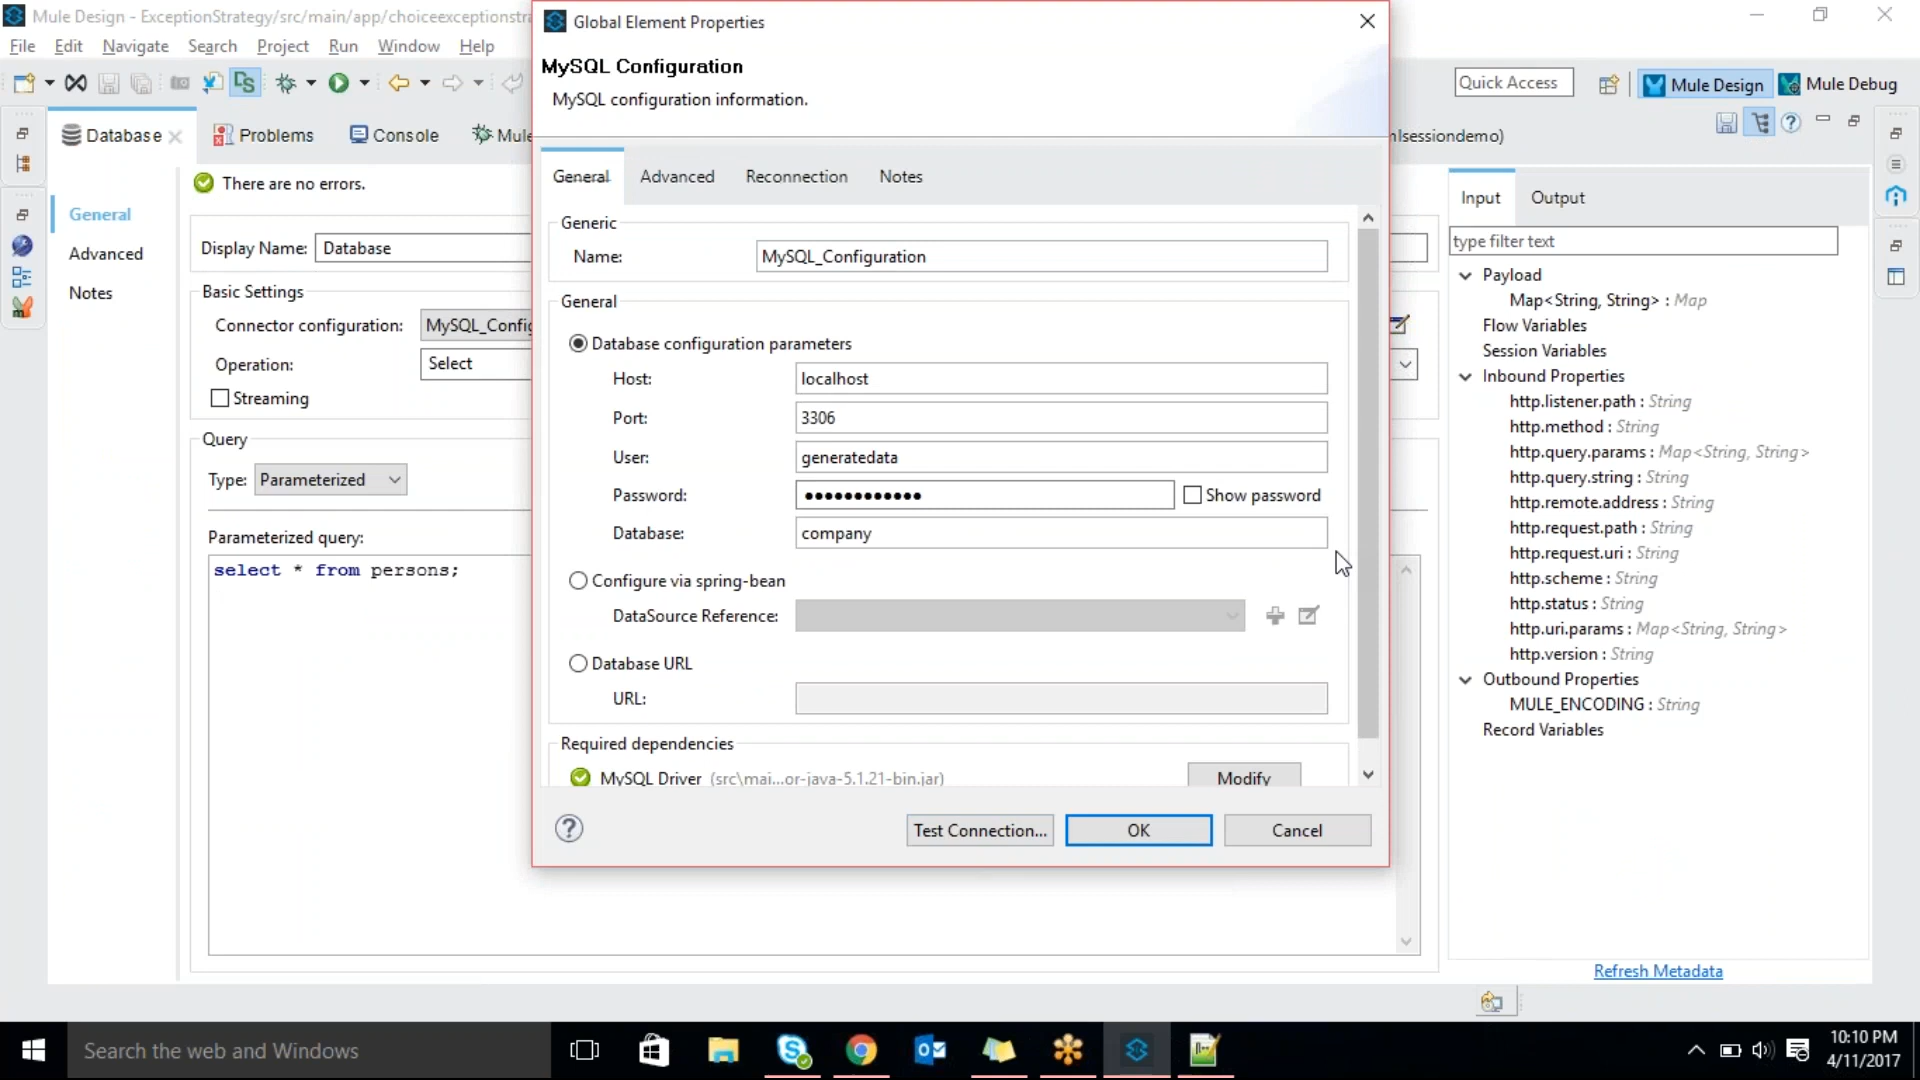 Mule Design - ExceptionStrategy/src/main/app/choiceexceptionstra
Global Element Properties
File Edit Navigate Search Project Run Window Help
MySQL Configuration
MySQL configuration information.
Quick Access
Mule Design
Mule Debug
Database
Problems
Console
Mule
lsessiondemo)
General
Advanced
Reconnection
Notes
There are no errors.
General
Advanced
Notes
Display Name: Database
Basic Settings
Connector configuration: MySQL_Config
Operation: Select
Streaming
Query
Type: Parameterized
Parameterized query:
select * from persons;
Generic
Name: MySQL_Configuration
General
Database configuration parameters
Host: localhost
Port: 3306
User: generatedata
Password: ●●●●●●●●●●●● Show password
Database: company
Configure via spring-bean
DataSource Reference:
Database URL
URL:
Required dependencies
MySQL Driver (src\mai...or-java-5.1.21-bin.jar) Modify
Test Connection... OK Cancel
Input Output
type filter text
Payload
Map<String, String> : Map
Flow Variables
Session Variables
Inbound Properties
http.listener.path : String
http.method : String
http.query.params : Map<String, String>
http.query.string : String
http.remote.address : String
http.request.path : String
http.request.uri : String
http.scheme : String
http.status : String
http.uri.params : Map<String, String>
http.version : String
Outbound Properties
MULE_ENCODING : String
Record Variables
Refresh Metadata
Search the web and Windows
10:10 PM
4/11/2017